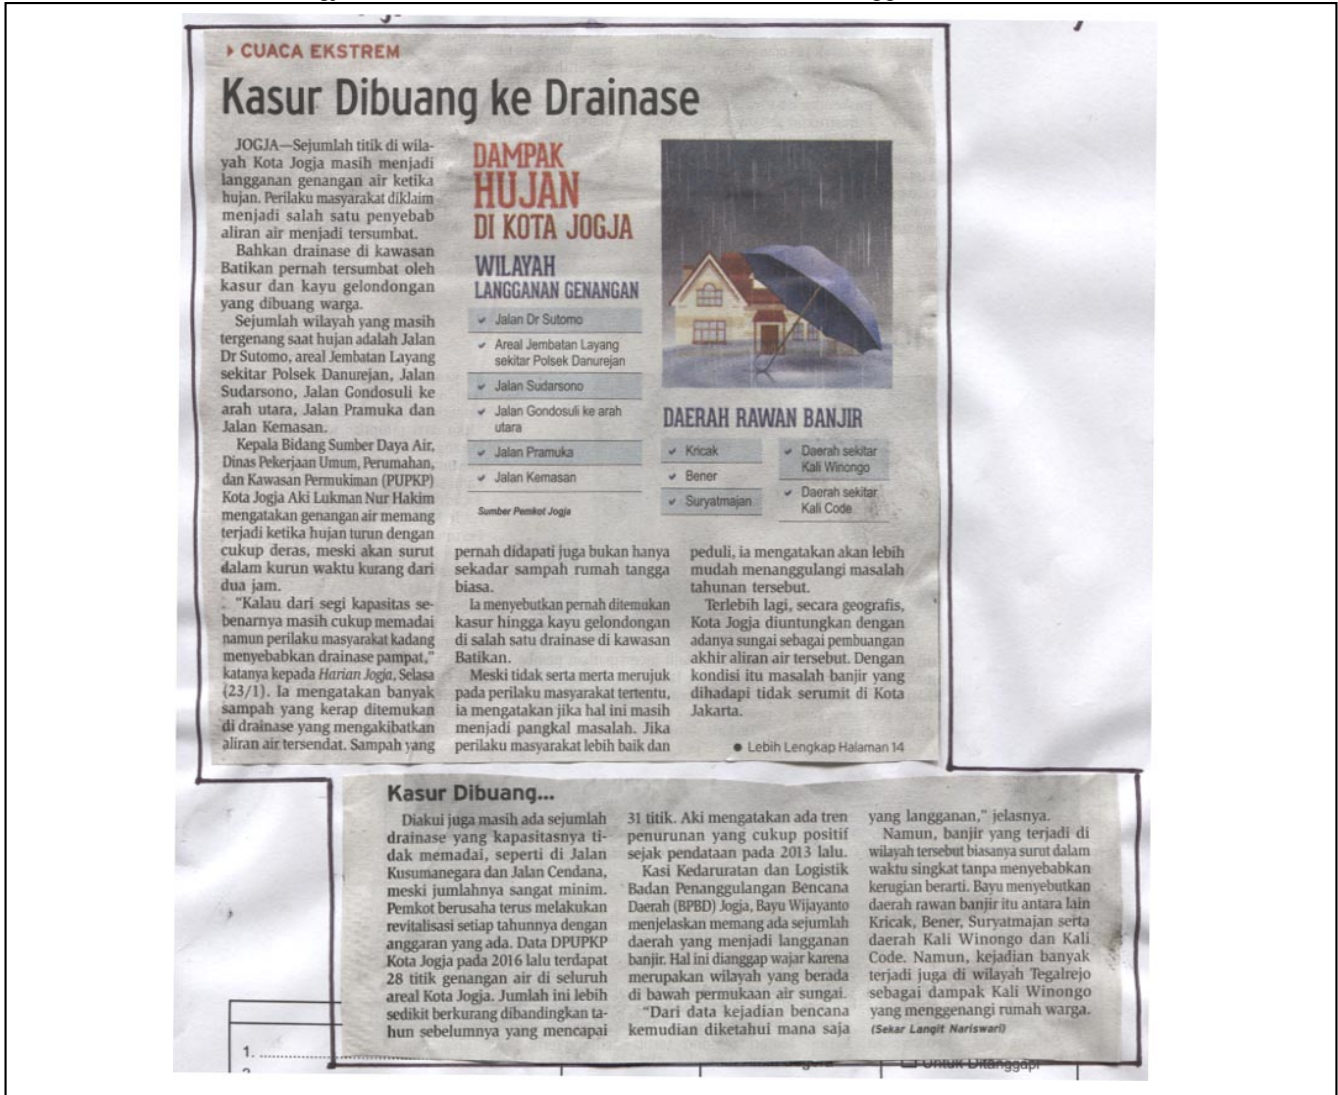 ▸ CUACA EKSTREM
Kasur Dibuang ke Drainase
JOGJA—Sejumlah titik di wila-
yah Kota Jogja masih menjadi
langganan genangan air ketika
hujan. Perilaku masyarakat diklaim
menjadi salah satu penyebab
aliran air menjadi tersumbat.
Bahkan drainase di kawasan
Batikan pernah tersumbat oleh
kasur dan kayu gelondongan
yang dibuang warga.
Sejumlah wilayah yang masih
tergenang saat hujan adalah Jalan
Dr Sutomo, areal Jembatan Layang
sekitar Polsek Danurejan, Jalan
Sudarsono, Jalan Gondosuli ke
arah utara, Jalan Pramuka dan
Jalan Kemasan.
Kepala Bidang Sumber Daya Air,
Dinas Pekerjaan Umum, Perumahan,
dan Kawasan Permukiman (PUPKP)
Kota Jogja Aki Lukman Nur Hakim
mengatakan genangan air memang
terjadi ketika hujan turun dengan
cukup deras, meski akan surut
dalam kurun waktu kurang dari
dua jam.
"Kalau dari segi kapasitas se-
benarnya masih cukup memadai
namun perilaku masyarakat kadang
menyebabkan drainase pampat,"
katanya kepada Harian Jogja, Selasa
(23/1). Ia mengatakan banyak
sampah yang kerap ditemukan
di drainase yang mengakibatkan
aliran air tersendat. Sampah yang
DAMPAK
HUJAN
DI KOTA JOGJA
WILAYAH
LANGGANAN GENANGAN
✓ Jalan Dr Sutomo
✓ Areal Jembatan Layang
sekitar Polsek Danurejan
✓ Jalan Sudarsono
✓ Jalan Gondosuli ke arah
utara
✓ Jalan Pramuka
✓ Jalan Kemasan
Sumber Pemkot Jogja
DAERAH RAWAN BANJIR
✓ Kricak
✓ Bener
✓ Suryatmajan
✓ Daerah sekitar
Kali Winongo
✓ Daerah sekitar
Kali Code
pernah didapati juga bukan hanya
sekadar sampah rumah tangga
biasa.
Ia menyebutkan pernah ditemukan
kasur hingga kayu gelondongan
di salah satu drainase di kawasan
Batikan.
Meski tidak serta merta merujuk
pada perilaku masyarakat tertentu,
ia mengatakan jika hal ini masih
menjadi pangkal masalah. Jika
perilaku masyarakat lebih baik dan
peduli, ia mengatakan akan lebih
mudah menanggulangi masalah
tahunan tersebut.
Terlebih lagi, secara geografis,
Kota Jogja diuntungkan dengan
adanya sungai sebagai pembuangan
akhir aliran air tersebut. Dengan
kondisi itu masalah banjir yang
dihadapi tidak serumit di Kota
Jakarta.
● Lebih Lengkap Halaman 14
Kasur Dibuang...
Diakui juga masih ada sejumlah
drainase yang kapasitasnya ti-
dak memadai, seperti di Jalan
Kusumanegara dan Jalan Cendana,
meski jumlahnya sangat minim.
Pemkot berusaha terus melakukan
revitalisasi setiap tahunnya dengan
anggaran yang ada. Data DPUPKP
Kota Jogja pada 2016 lalu terdapat
28 titik genangan air di seluruh
areal Kota Jogja. Jumlah ini lebih
sedikit berkurang dibandingkan ta-
hun sebelumnya yang mencapai
31 titik. Aki mengatakan ada tren
penurunan yang cukup positif
sejak pendataan pada 2013 lalu.
Kasi Kedaruratan dan Logistik
Badan Penanggulangan Bencana
Daerah (BPBD) Jogja, Bayu Wijayanto
menjelaskan memang ada sejumlah
daerah yang menjadi langganan
banjir. Hal ini dianggap wajar karena
merupakan wilayah yang berada
di bawah permukaan air sungai.
"Dari data kejadian bencana
kemudian diketahui mana saja
yang langganan," jelasnya.
Namun, banjir yang terjadi di
wilayah tersebut biasanya surut dalam
waktu singkat tanpa menyebabkan
kerugian berarti. Bayu menyebutkan
daerah rawan banjir itu antara lain
Kricak, Bener, Suryatmajan serta
daerah Kali Winongo dan Kali
Code. Namun, kejadian banyak
terjadi juga di wilayah Tegalrejo
sebagai dampak Kali Winongo
yang menggenangi rumah warga.
(Sekar Langit Nariswari)
1. ....................
Untuk Ditanggapi